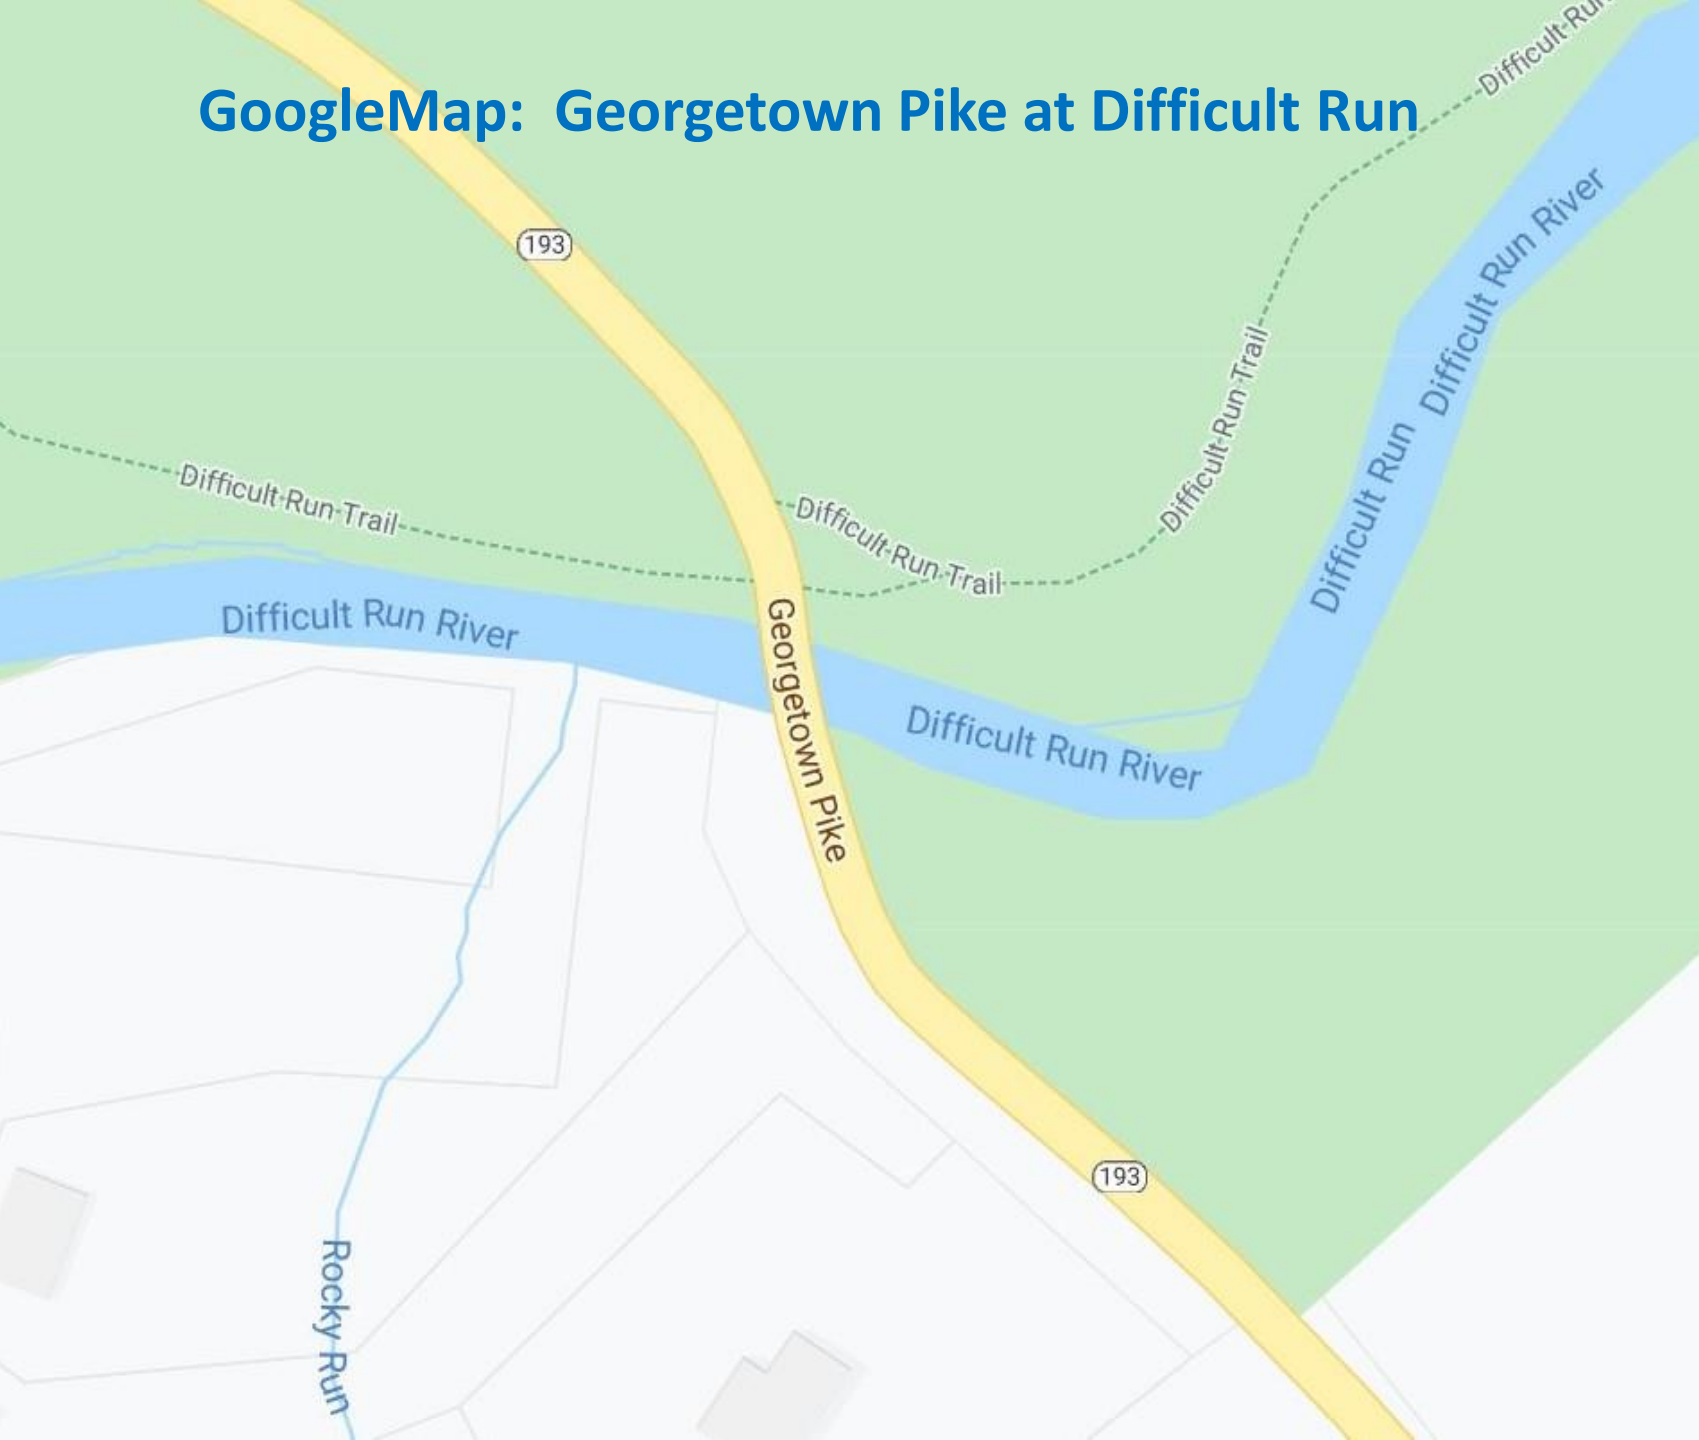 Difficult Run
GoogleMap:  Georgetown Pike at Difficult Run
193
Difficult Run River
Difficult Run Trail
Difficult Run
Difficult Run Trail
Difficult Run Trail
Difficult Run River
Georgetown Pike
Difficult Run River
193
Rocky Run